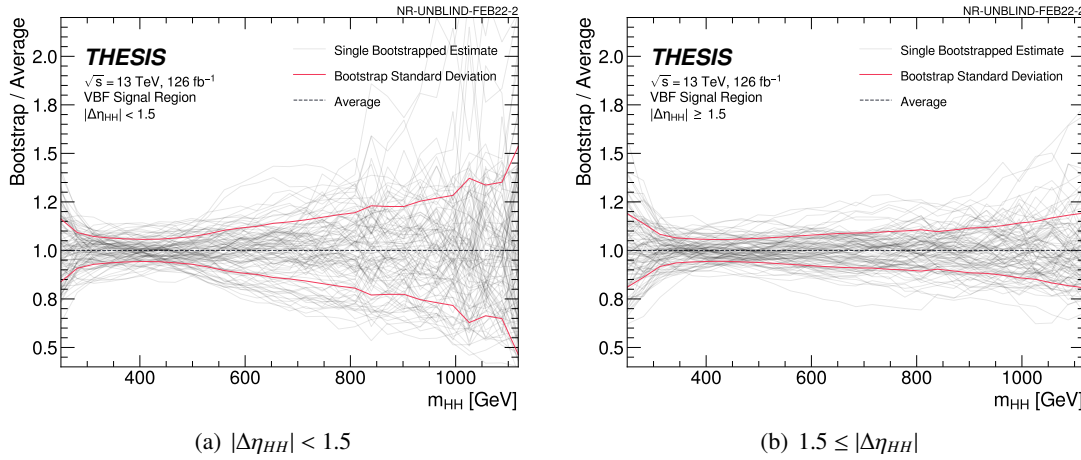 NR-UNBLIND-FEB22-2
Bootstrap / Average
2.0
1.8
1.5
1.2
1.0
0.8
0.5
THESIS
√s = 13 TeV, 126 fb⁻¹
VBF Signal Region
|Δη_HH| < 1.5
Single Bootstrapped Estimate
Bootstrap Standard Deviation
Average
400
600
800
1000
m_HH [GeV]
(a) |Δη_HH| < 1.5
NR-UNBLIND-FEB22-2
Bootstrap / Average
2.0
1.8
1.5
1.2
1.0
0.8
0.5
THESIS
√s = 13 TeV, 126 fb⁻¹
VBF Signal Region
|Δη_HH| ≥ 1.5
Single Bootstrapped Estimate
Bootstrap Standard Deviation
Average
400
600
800
1000
m_HH [GeV]
(b) 1.5 ≤ |Δη_HH|